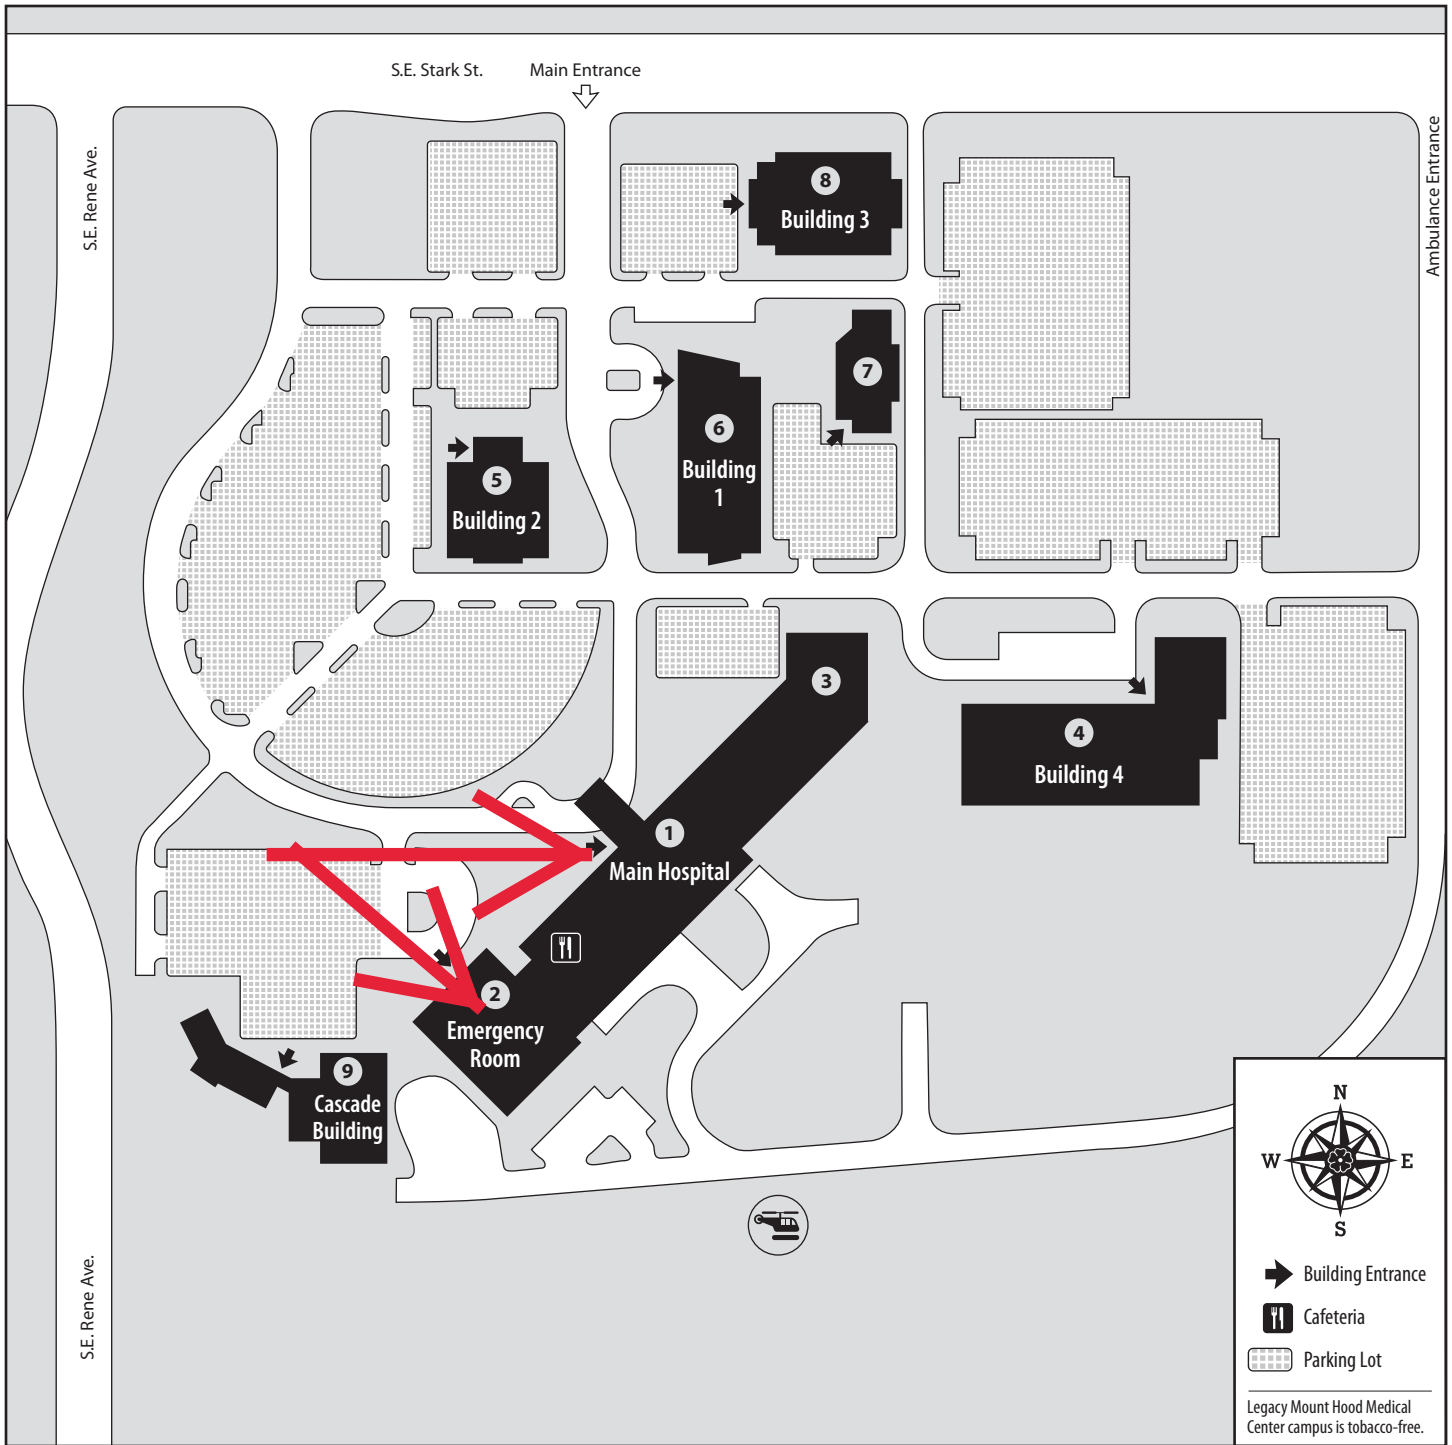 S.E. Stark St.
Main Entrance
S.E. Rene Ave.
Ambulance Entrance
8
Building 3
7
6
Building
1
5
Building 2
3
4
Building 4
1
Main Hospital
2
Emergency
Room
9
Cascade
Building
S.E. Rene Ave.
N
W
E
S
Building Entrance
Cafeteria
Parking Lot
Legacy Mount Hood Medical
Center campus is tobacco-free.